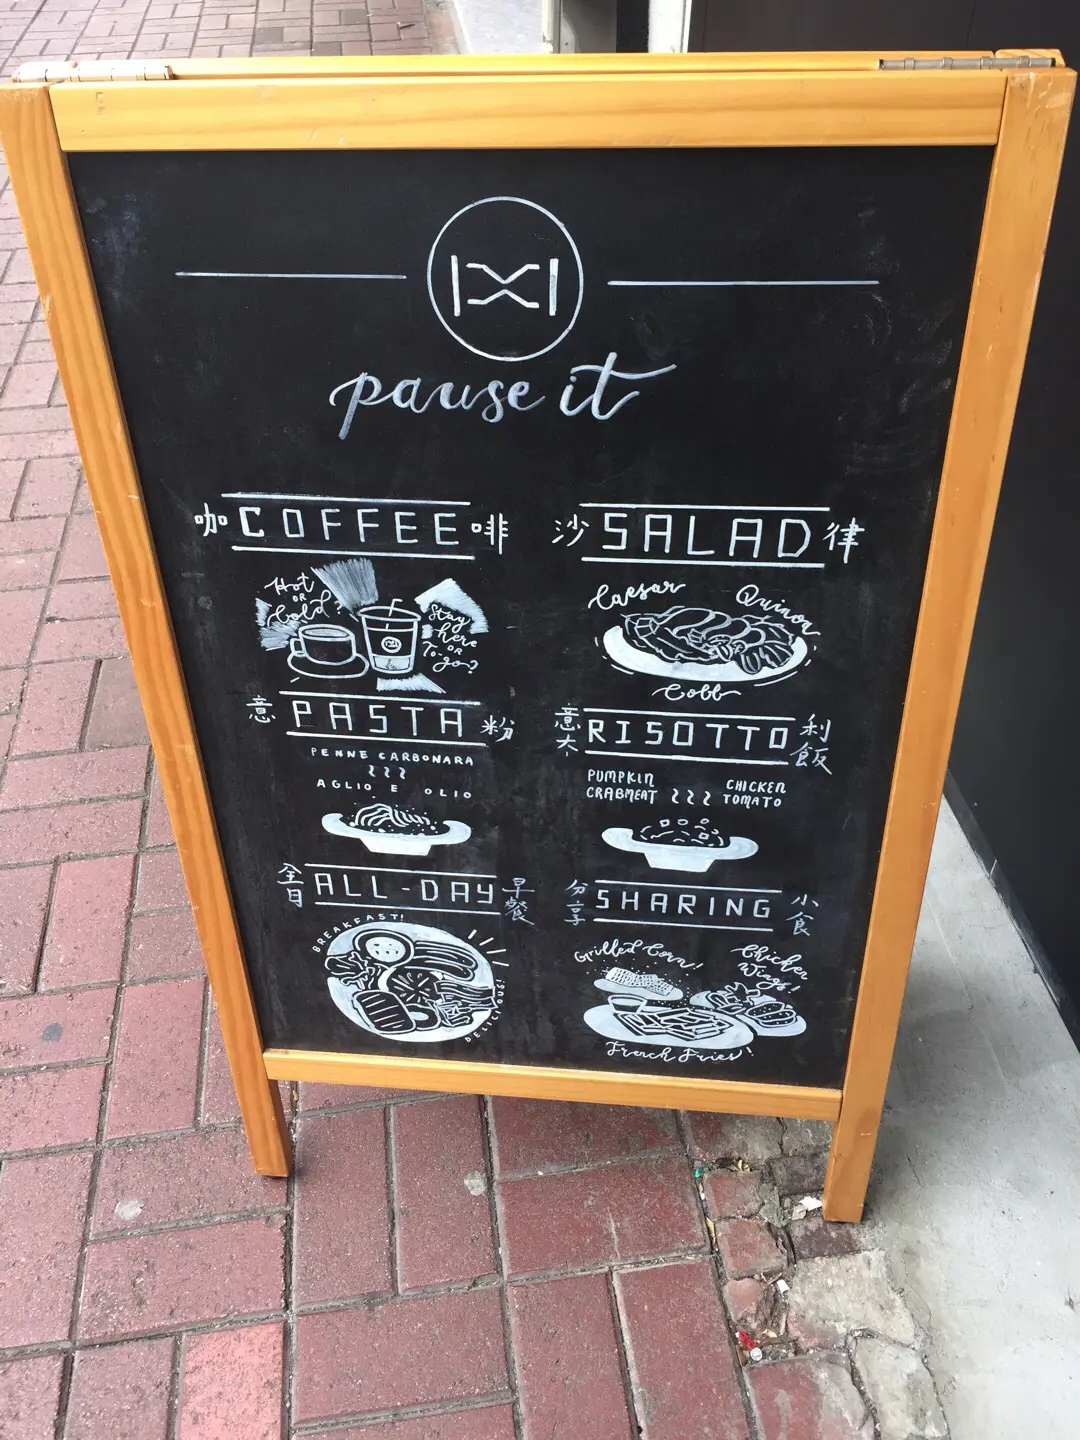 pause it
咖 COFFEE 啡
Hot
OR
Cold?
Stay
here
OR
To-go?
沙 SALAD 律
Caesar
Quinoa
Cobb
意 PASTA 粉
PENNE CARBONARA
AGLIO E OLIO
意大 RISOTTO 利飯
PUMPKIN
CRABMEAT
CHICKEN
TOMATO
全日 ALL-DAY 早餐
BREAKFAST!
DELICIOUS!
分享 SHARING 小食
Grilled Corn!
Chicken
Wings!
French Fries!